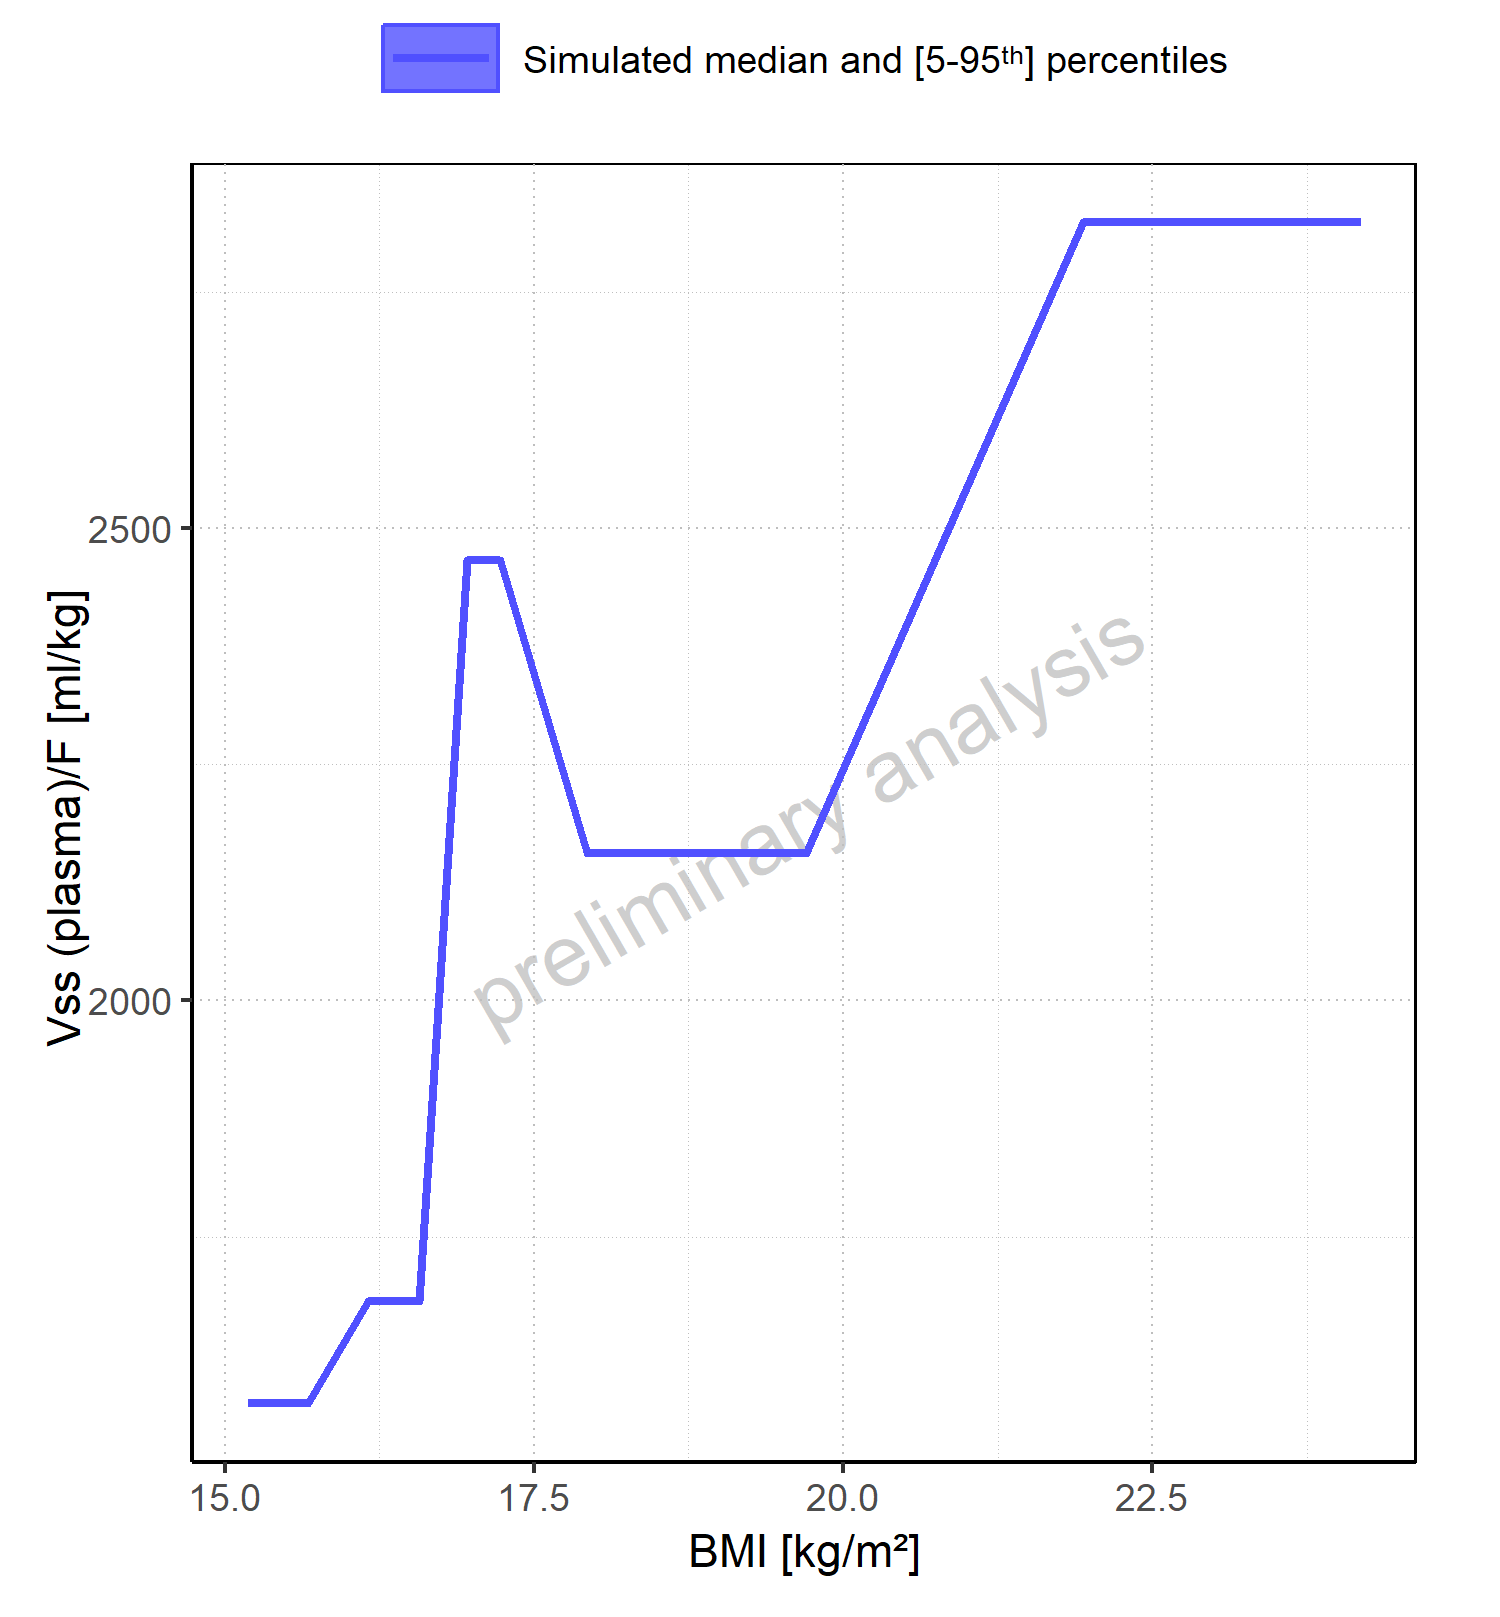 Simulated median and [5-95ᵗʰ] percentiles
Vss (plasma)/F [ml/kg]
2500
2000
preliminary analysis
15.0 17.5 20.0 22.5
BMI [kg/m²]